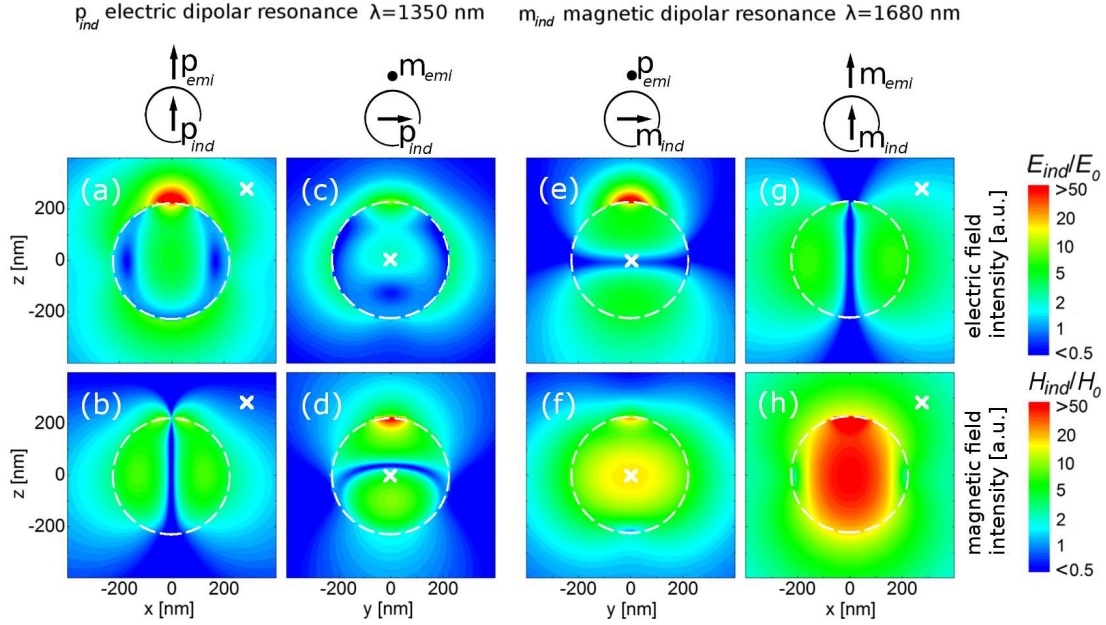 p_ind electric dipolar resonance λ=1350 nm
m_ind magnetic dipolar resonance λ=1680 nm
p_emi
m_emi
p_emi
m_emi
p_ind
p_ind
m_ind
m_ind
(a)
(c)
(e)
(g)
E_ind/E_0
>50
20
10
5
2
1
<0.5
electric field
intensity [a.u.]
z [nm]
200
0
-200
(b)
(d)
(f)
(h)
H_ind/H_0
>50
20
10
5
2
1
<0.5
magnetic field
intensity [a.u.]
z [nm]
200
0
-200
-200 0 200
-200 0 200
-200 0 200
-200 0 200
x [nm]
y [nm]
y [nm]
x [nm]